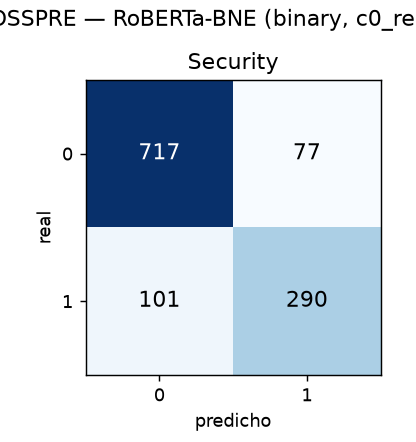 OSSPRE — RoBERTa-BNE (binary, c0_re
Security
0
717
77
real
1
101
290
0
1
predicho